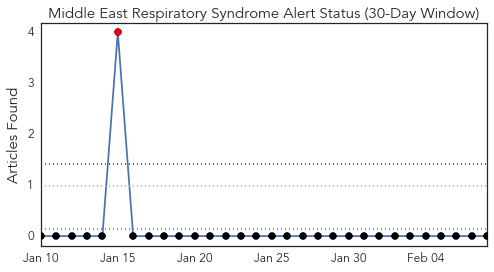 Middle East Respiratory Syndrome Alert Status (30-Day Window)
Articles Found
4
3
2
1
0
Jan 10 Jan 15 Jan 20 Jan 25 Jan 30 Feb 04